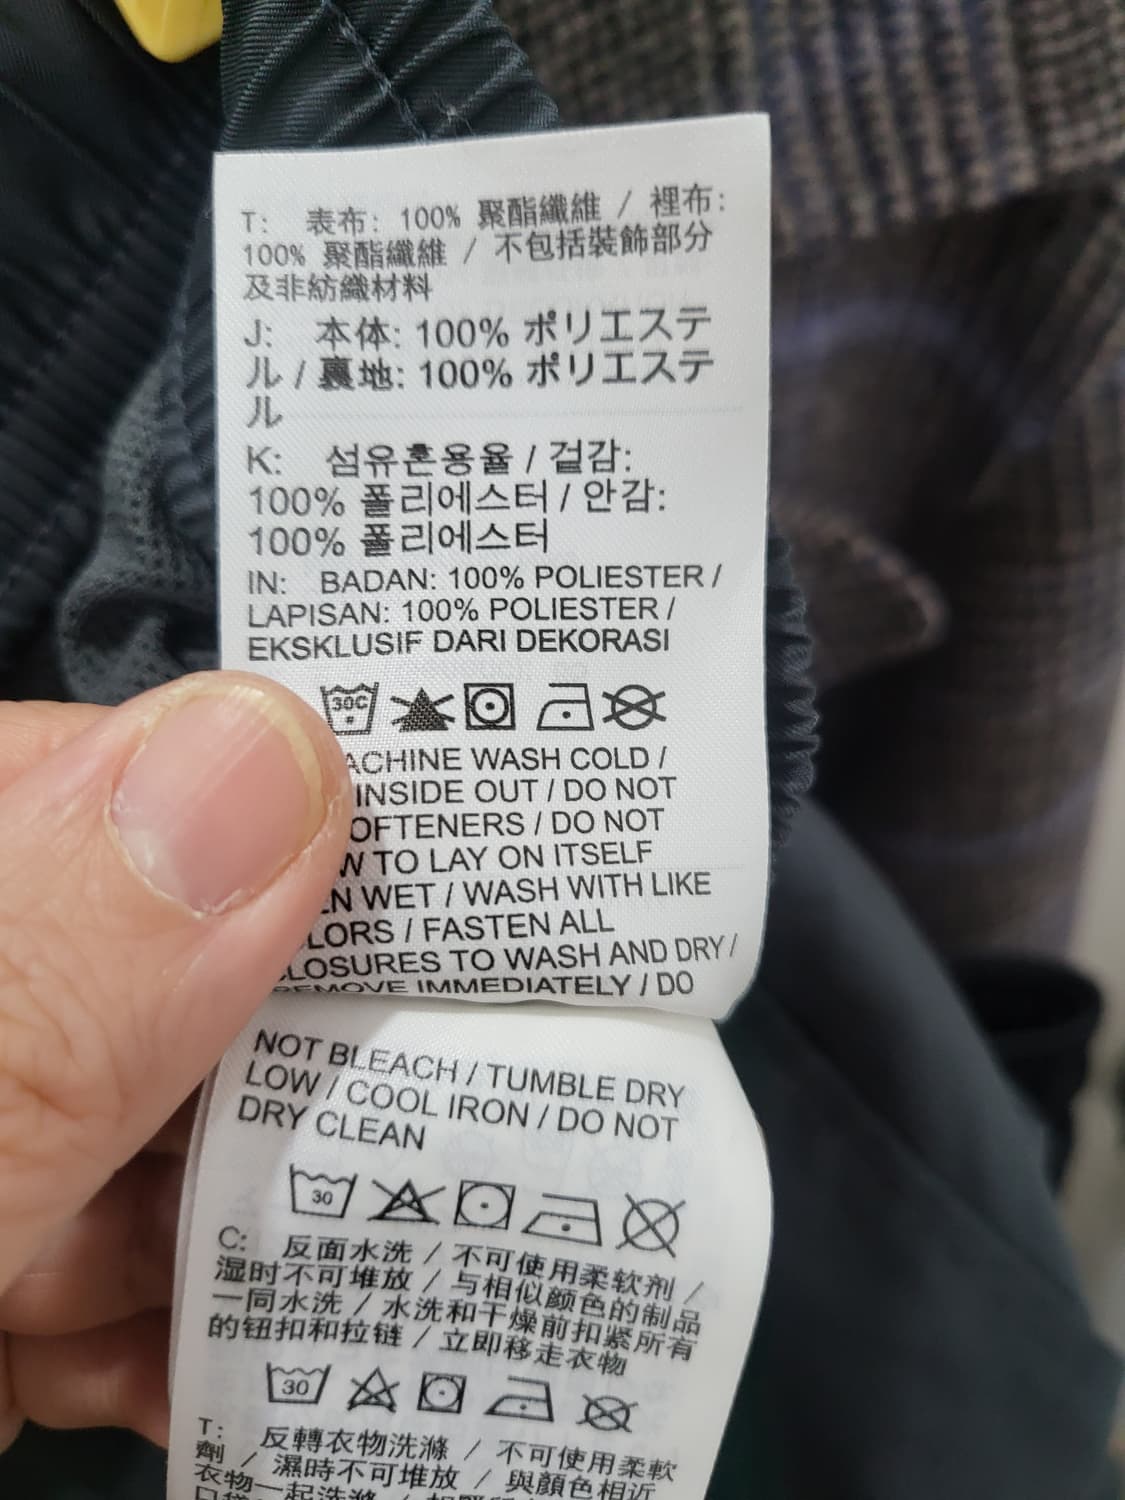 T: 表布: 100% 聚酯纖維 / 裡布:
100% 聚酯纖維 / 不包括裝飾部分
及非紡織材料
J: 本体: 100% ポリエステ
ル / 裏地: 100% ポリエステ
ル
K: 섬유혼용율 / 겉감:
100% 폴리에스터 / 안감:
100% 폴리에스터
IN: BADAN: 100% POLIESTER /
LAPISAN: 100% POLIESTER /
EKSKLUSIF DARI DEKORASI
30C
ACHINE WASH COLD /
INSIDE OUT / DO NOT
OFTENERS / DO NOT
W TO LAY ON ITSELF
EN WET / WASH WITH LIKE
LORS / FASTEN ALL
LOSURES TO WASH AND DRY /
REMOVE IMMEDIATELY / DO
NOT BLEACH / TUMBLE DRY
LOW / COOL IRON / DO NOT
DRY CLEAN
30
C: 反面水洗 / 不可使用柔软剂 /
湿时不可堆放 / 与相似颜色的制品
一同水洗 / 水洗和干燥前扣紧所有
的钮扣和拉链 / 立即移走衣物
30
T: 反轉衣物洗滌 / 不可使用柔軟
劑 / 濕時不可堆放 / 與顏色相近
衣物一起洗滌 /